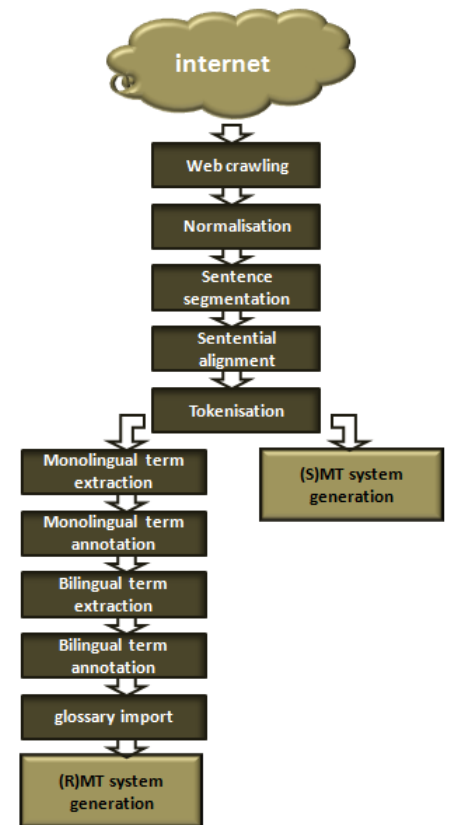 internet
Web crawling
Normalisation
Sentence
segmentation
Sentential
alignment
Tokenisation
Monolingual term
extraction
(S)MT system
generation
Monolingual term
annotation
Bilingual term
extraction
Bilingual term
annotation
glossary import
(R)MT system
generation